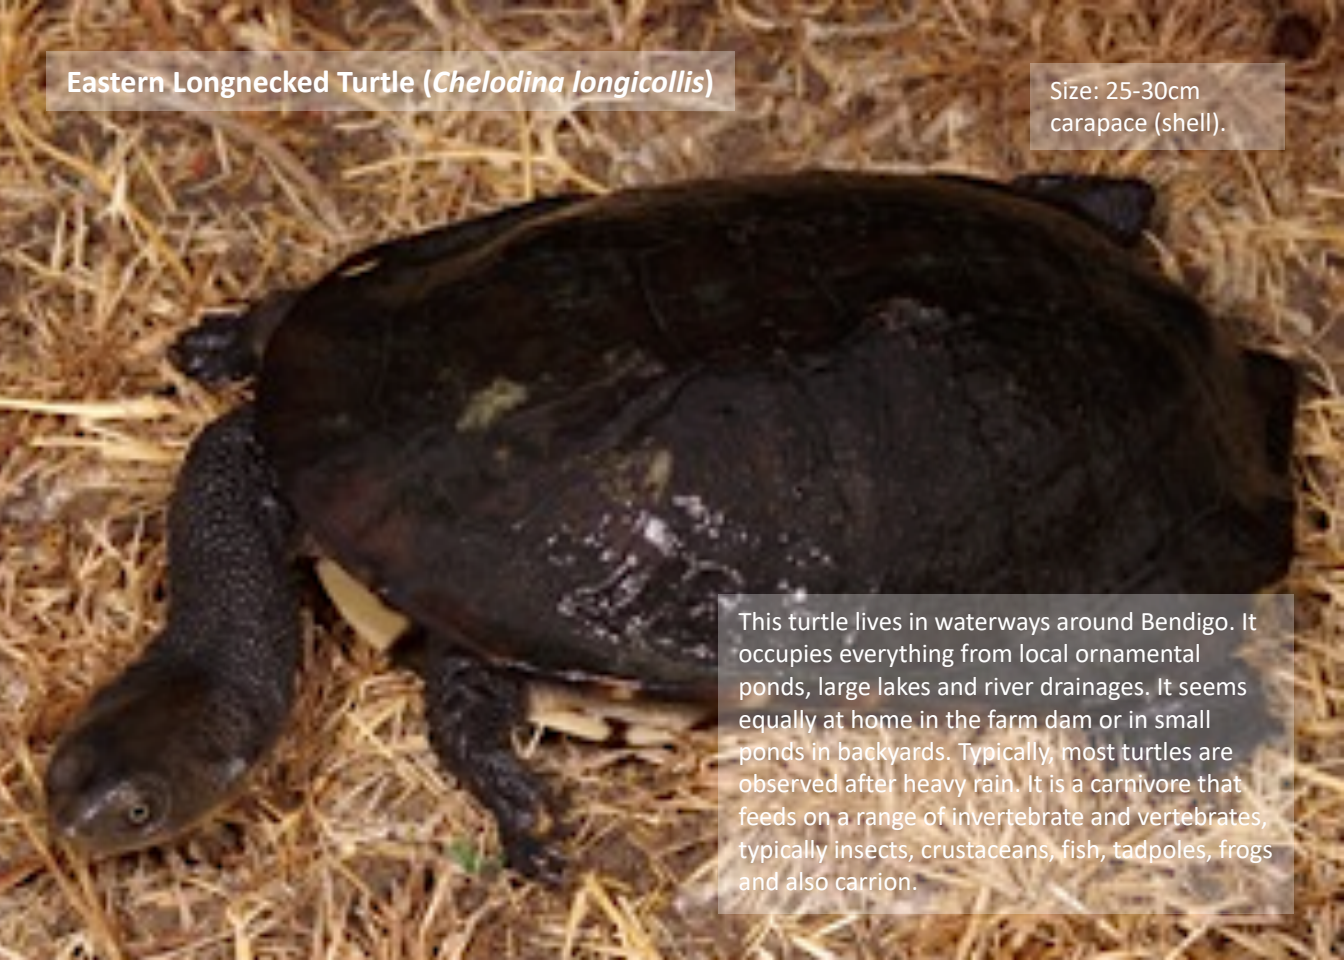 Eastern Longnecked Turtle (Chelodina longicollis)
Size: 25-30cm
carapace (shell).
This turtle lives in waterways around Bendigo. It
occupies everything from local ornamental
ponds, large lakes and river drainages. It seems
equally at home in the farm dam or in small
ponds in backyards. Typically, most turtles are
observed after heavy rain. It is a carnivore that
feeds on a range of invertebrate and vertebrates,
typically insects, crustaceans, fish, tadpoles, frogs
and also carrion.